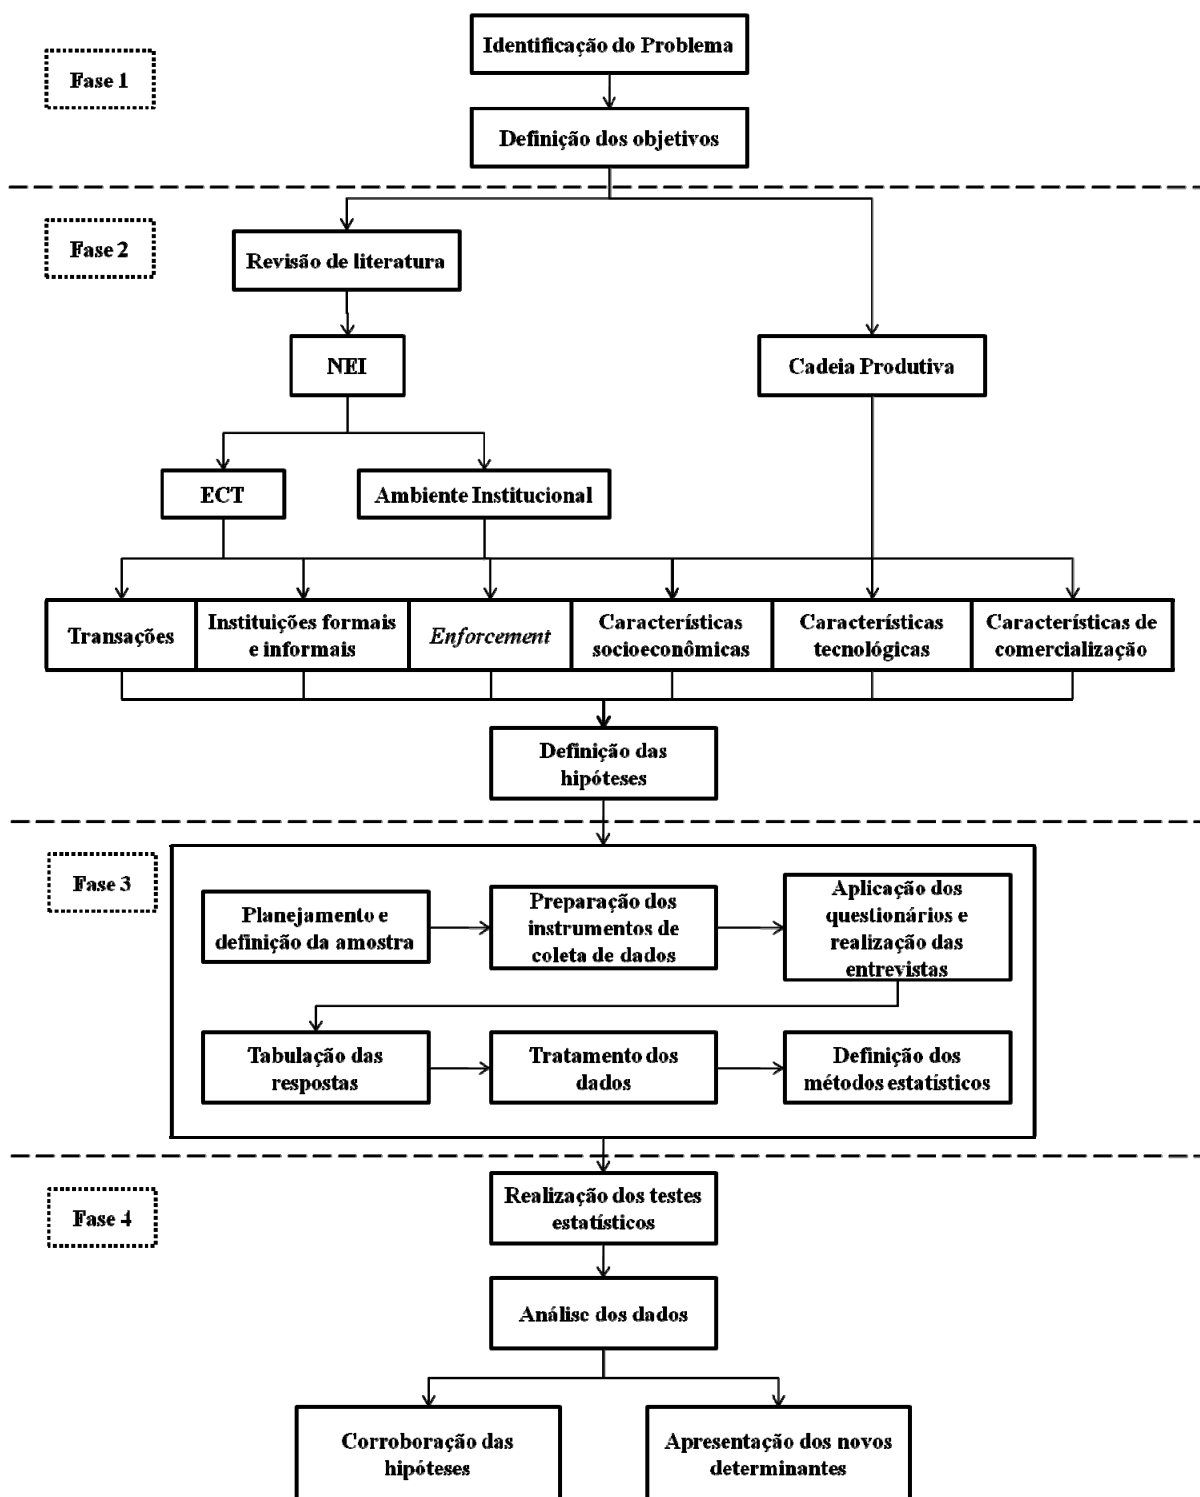 Identificação do Problema
Fase 1
Definição dos objetivos
Fase 2
Revisão de literatura
NEI
Cadeia Produtiva
ECT
Ambiente Institucional
Transações
Instituições formais
e informais
Enforcement
Características
socioeconômicas
Características
tecnológicas
Características de
comercialização
Definição das
hipóteses
Fase 3
Planejamento e
definição da amostra
Preparação dos
instrumentos de
coleta de dados
Aplicação dos
questionários e
realização das
entrevistas
Tabulação das
respostas
Tratamento dos
dados
Definição dos
métodos estatísticos
Fase 4
Realização dos testes
estatísticos
Análise dos dados
Corroboração das
hipóteses
Apresentação dos novos
determinantes